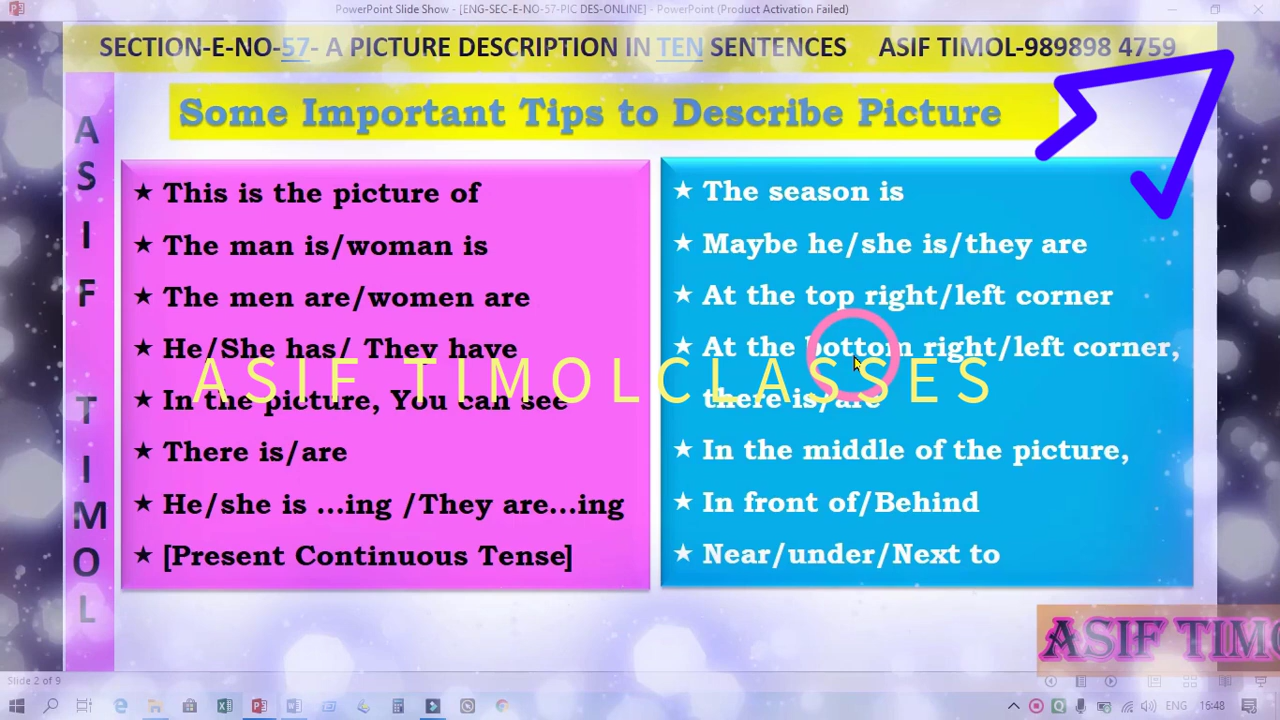 PowerPoint Slide Show - [ENG-SEC-E-NO-57-PIC DES-ONLINE] - PowerPoint (Product Activation Failed)
SECTION-E-NO-57- A PICTURE DESCRIPTION IN TEN SENTENCES ASIF TIMOL-989898 4759
Some Important Tips to Describe Picture
ASIF TIMOL
★ This is the picture of
★ The man is/woman is
★ The men are/women are
★ He/She has/ They have
★ In the picture, You can see
★ There is/are
★ He/she is ...ing /They are...ing
★ [Present Continuous Tense]
★ The season is
★ Maybe he/she is/they are
★ At the top right/left corner
★ At the bottom right/left corner,
there is/are
★ In the middle of the picture,
★ In front of/Behind
★ Near/under/Next to
ASIF TIMOLCLASSES
ASIF TIMO
Slide 2 of 9
ENG 16:48